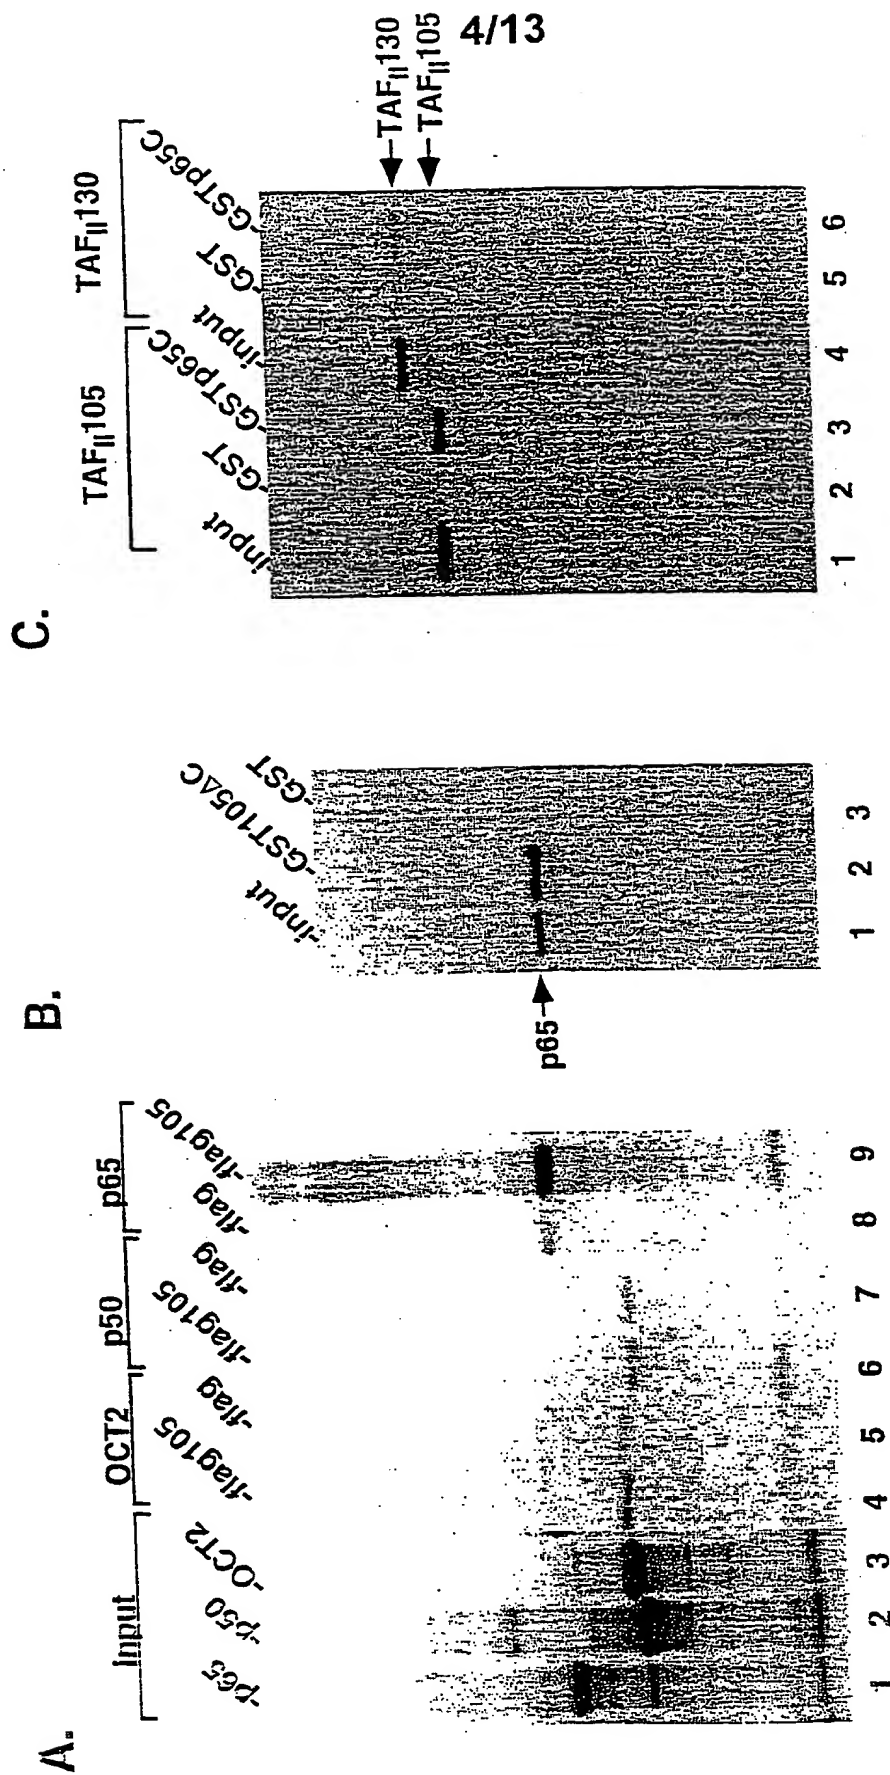 4/13
A.
Input
OCT2
p50
p65
-p65
-p50
-OCT2
-flag105
-flag
-flag105
-flag
-flag
-flag105
1 2 3 4 5 6 7 8 9
B.
-input
-GST105ΔC
-GST
p65
1 2 3
C.
TAFII105
TAFII130
-input
-GST
-GSTp65C
-input
-GST
-GSTp65C
TAFII130
TAFII105
1 2 3 4 5 6